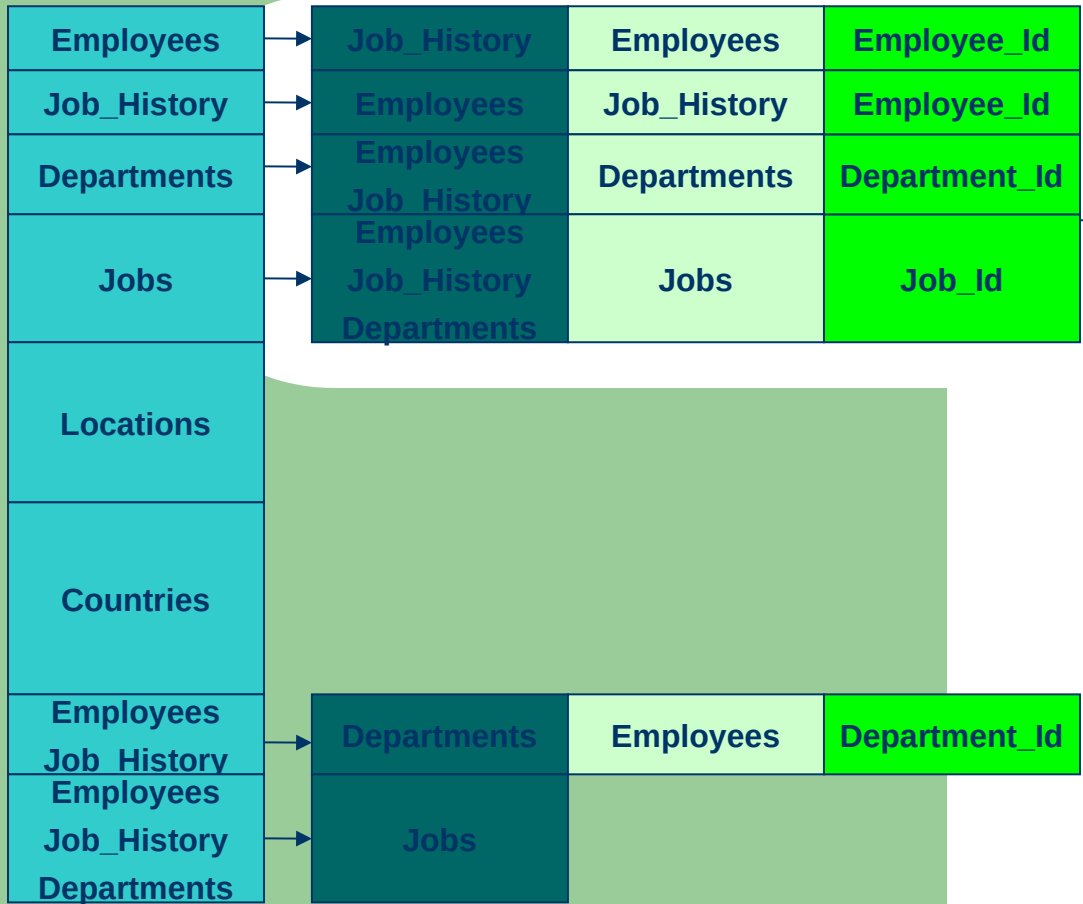 Employees Job_History Employees Employee_Id
Job_History Employees Job_History Employee_Id
Departments Employees Departments Department_Id
Job_History
Jobs Employees Jobs Job_Id
Job_History
Departments
Locations
Countries
Employees
Job_History
Departments Employees Department_Id
Employees
Job_History
Departments
Jobs